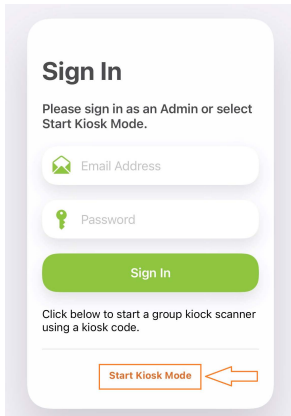 Sign In
Please sign in as an Admin or select
Start Kiosk Mode.
Email Address
Password
Sign In
Click below to start a group kiock scanner
using a kiosk code.
Start Kiosk Mode